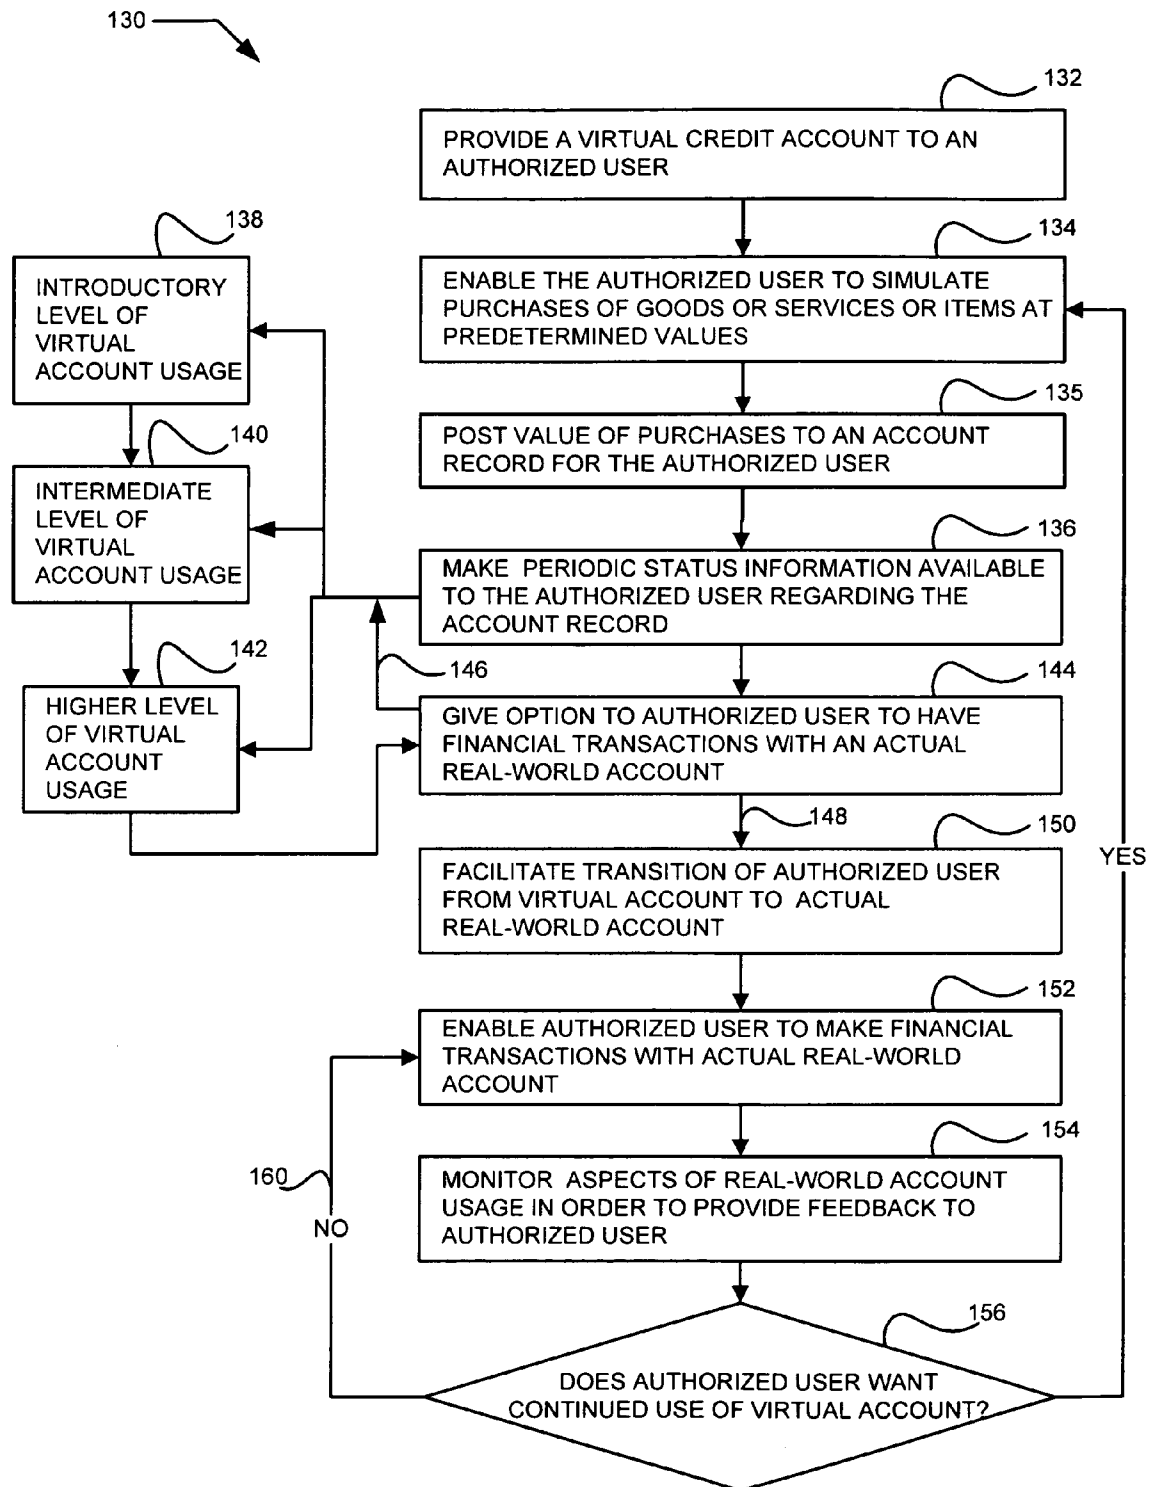 130
132
PROVIDE A VIRTUAL CREDIT ACCOUNT TO AN
AUTHORIZED USER
134
ENABLE THE AUTHORIZED USER TO SIMULATE
PURCHASES OF GOODS OR SERVICES OR ITEMS AT
PREDETERMINED VALUES
138
INTRODUCTORY
LEVEL OF
VIRTUAL
ACCOUNT USAGE
135
POST VALUE OF PURCHASES TO AN ACCOUNT
RECORD FOR THE AUTHORIZED USER
140
INTERMEDIATE
LEVEL OF
VIRTUAL
ACCOUNT USAGE
136
MAKE PERIODIC STATUS INFORMATION AVAILABLE
TO THE AUTHORIZED USER REGARDING THE
ACCOUNT RECORD
142
HIGHER LEVEL
OF VIRTUAL
ACCOUNT
USAGE
146
144
GIVE OPTION TO AUTHORIZED USER TO HAVE
FINANCIAL TRANSACTIONS WITH AN ACTUAL
REAL-WORLD ACCOUNT
148
150
FACILITATE TRANSITION OF AUTHORIZED USER
FROM VIRTUAL ACCOUNT TO ACTUAL
REAL-WORLD ACCOUNT
YES
152
ENABLE AUTHORIZED USER TO MAKE FINANCIAL
TRANSACTIONS WITH ACTUAL REAL-WORLD
ACCOUNT
154
MONITOR ASPECTS OF REAL-WORLD ACCOUNT
USAGE IN ORDER TO PROVIDE FEEDBACK TO
AUTHORIZED USER
160
NO
156
DOES AUTHORIZED USER WANT
CONTINUED USE OF VIRTUAL ACCOUNT?